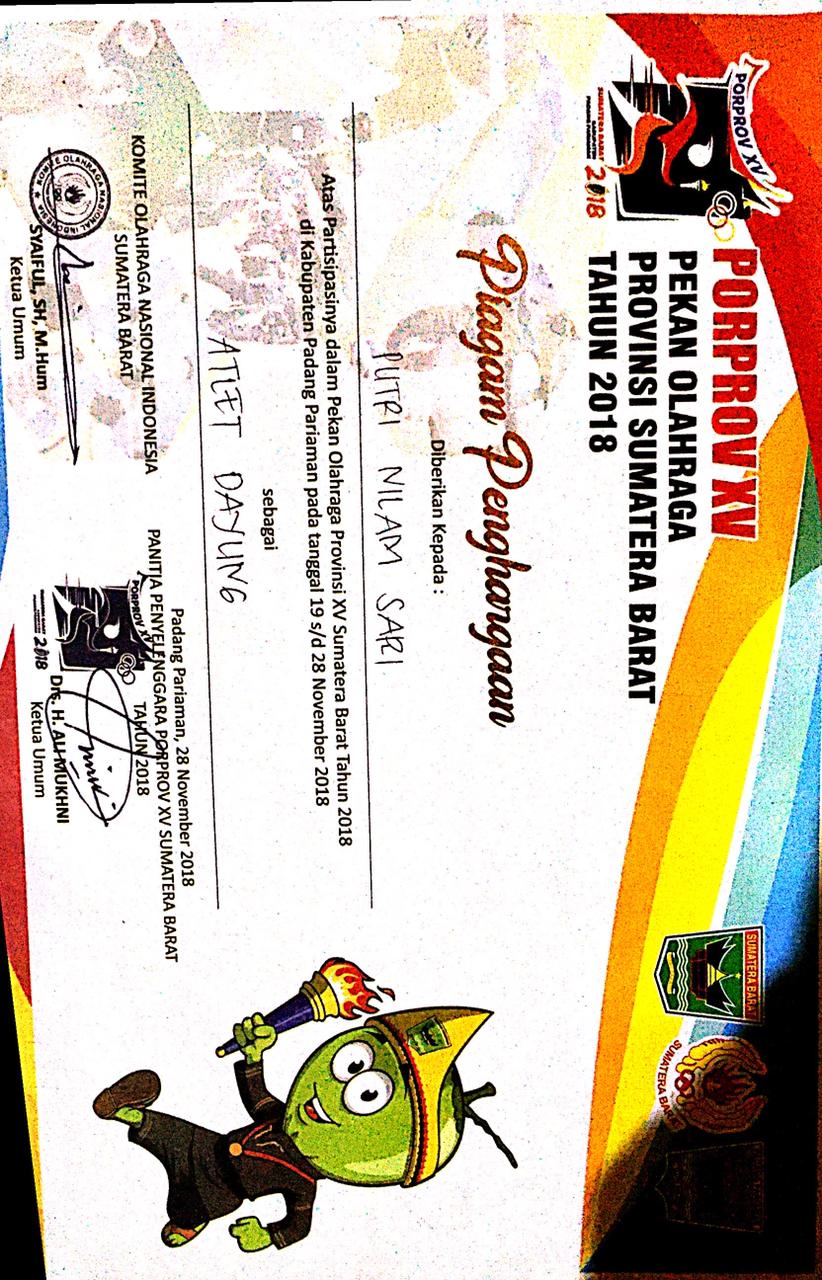 PORPROV XV
SUMATERA BARAT
KABUPATEN
PADANG PARIAMAN
2018
PORPROV XV
PEKAN OLAHRAGA
PROVINSI SUMATERA BARAT
TAHUN 2018
SUMATERA BARAT
SUMATERA BARAT
Piagam Penghargaan
Diberikan Kepada :
PUTRI NILAM SARI
Atas Partisipasinya dalam Pekan Olahraga Provinsi XV Sumatera Barat Tahun 2018
di Kabupaten Padang Pariaman pada tanggal 19 s/d 28 November 2018
sebagai
ATLET DAYUNG
KOMITE OLAHRAGA NASIONAL INDONESIA
SUMATERA BARAT
KOMITE OLAHRAGA NASIONAL INDONESIA
SYAIFUL, SH, M.Hum
Ketua Umum
Padang Pariaman, 28 November 2018
PANITIA PENYELENGGARA PORPROV XV SUMATERA BARAT
TAHUN 2018
PORPROV XV
SUMATERA BARAT
2018
Drs. H. ALI MUKHNI
Ketua Umum